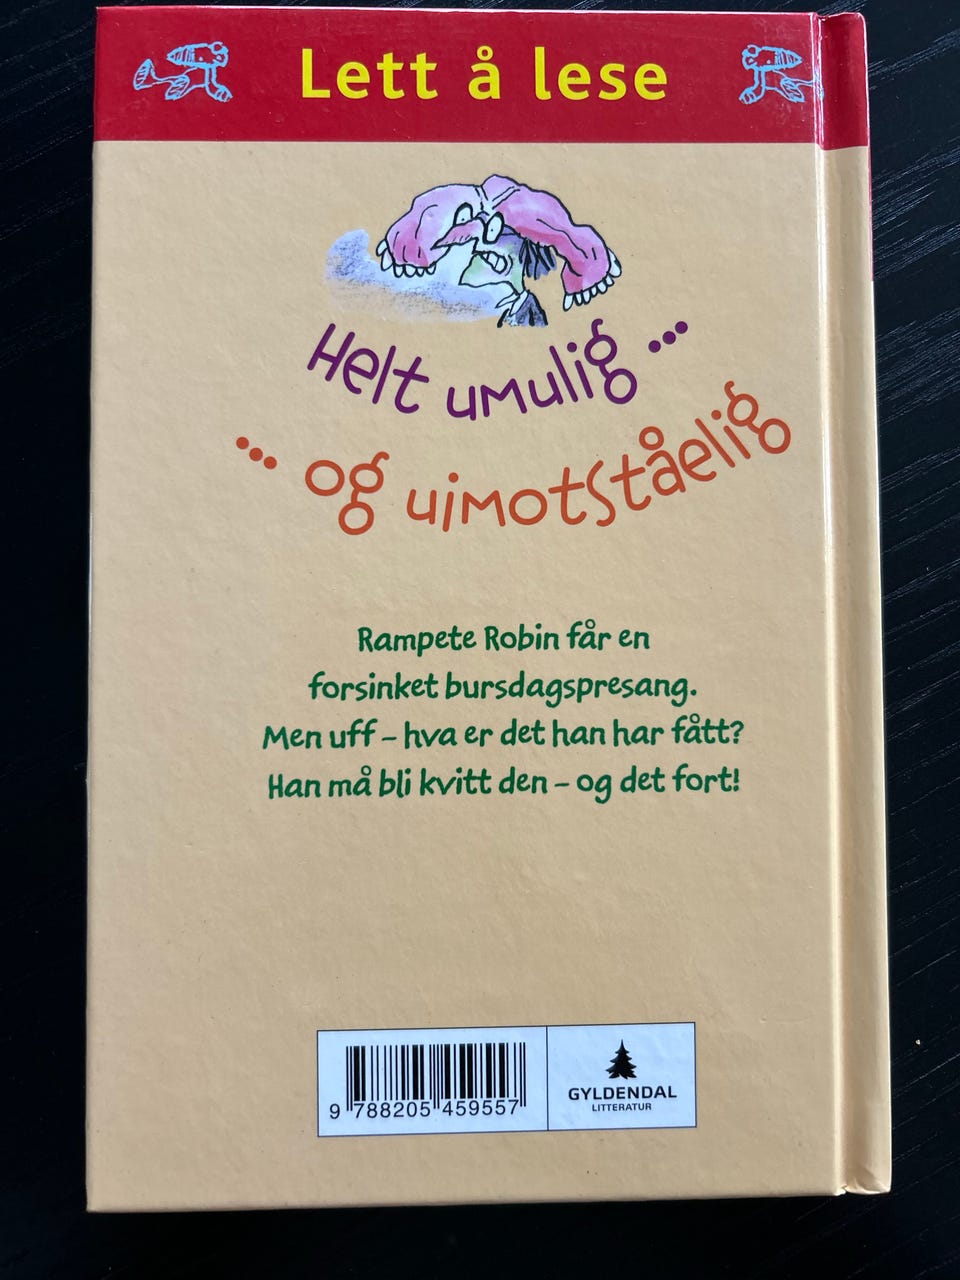 Lett å lese
Helt umulig ...
... og uimotståelig
Rampete Robin får en
forsinket bursdagspresang.
Men uff – hva er det han har fått?
Han må bli kvitt den – og det fort!
9 788205 459557
GYLDENDAL
LITTERATUR